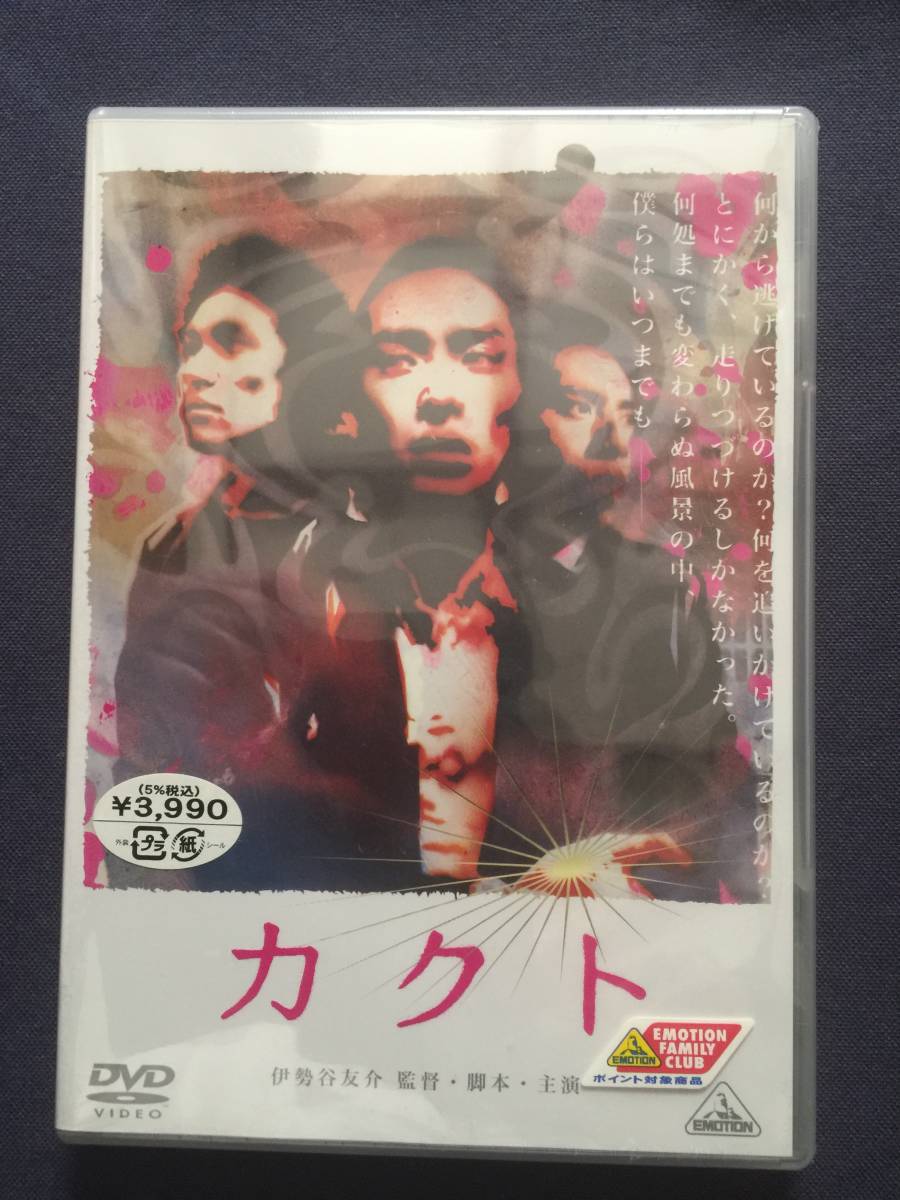 何から逃げているのか?何を追いかけているのか?
とにかく、走りつづけるしかなかった。
何処までも変わらぬ風景の中、
僕らはいつまでも――
(5%税込)
¥3,990
外装 プラ 紙 シール
カクト
EMOTION
FAMILY
CLUB
EMOTION
ポイント対象商品
伊勢谷友介 監督・脚本・主演
DVD
VIDEO
EMOTION